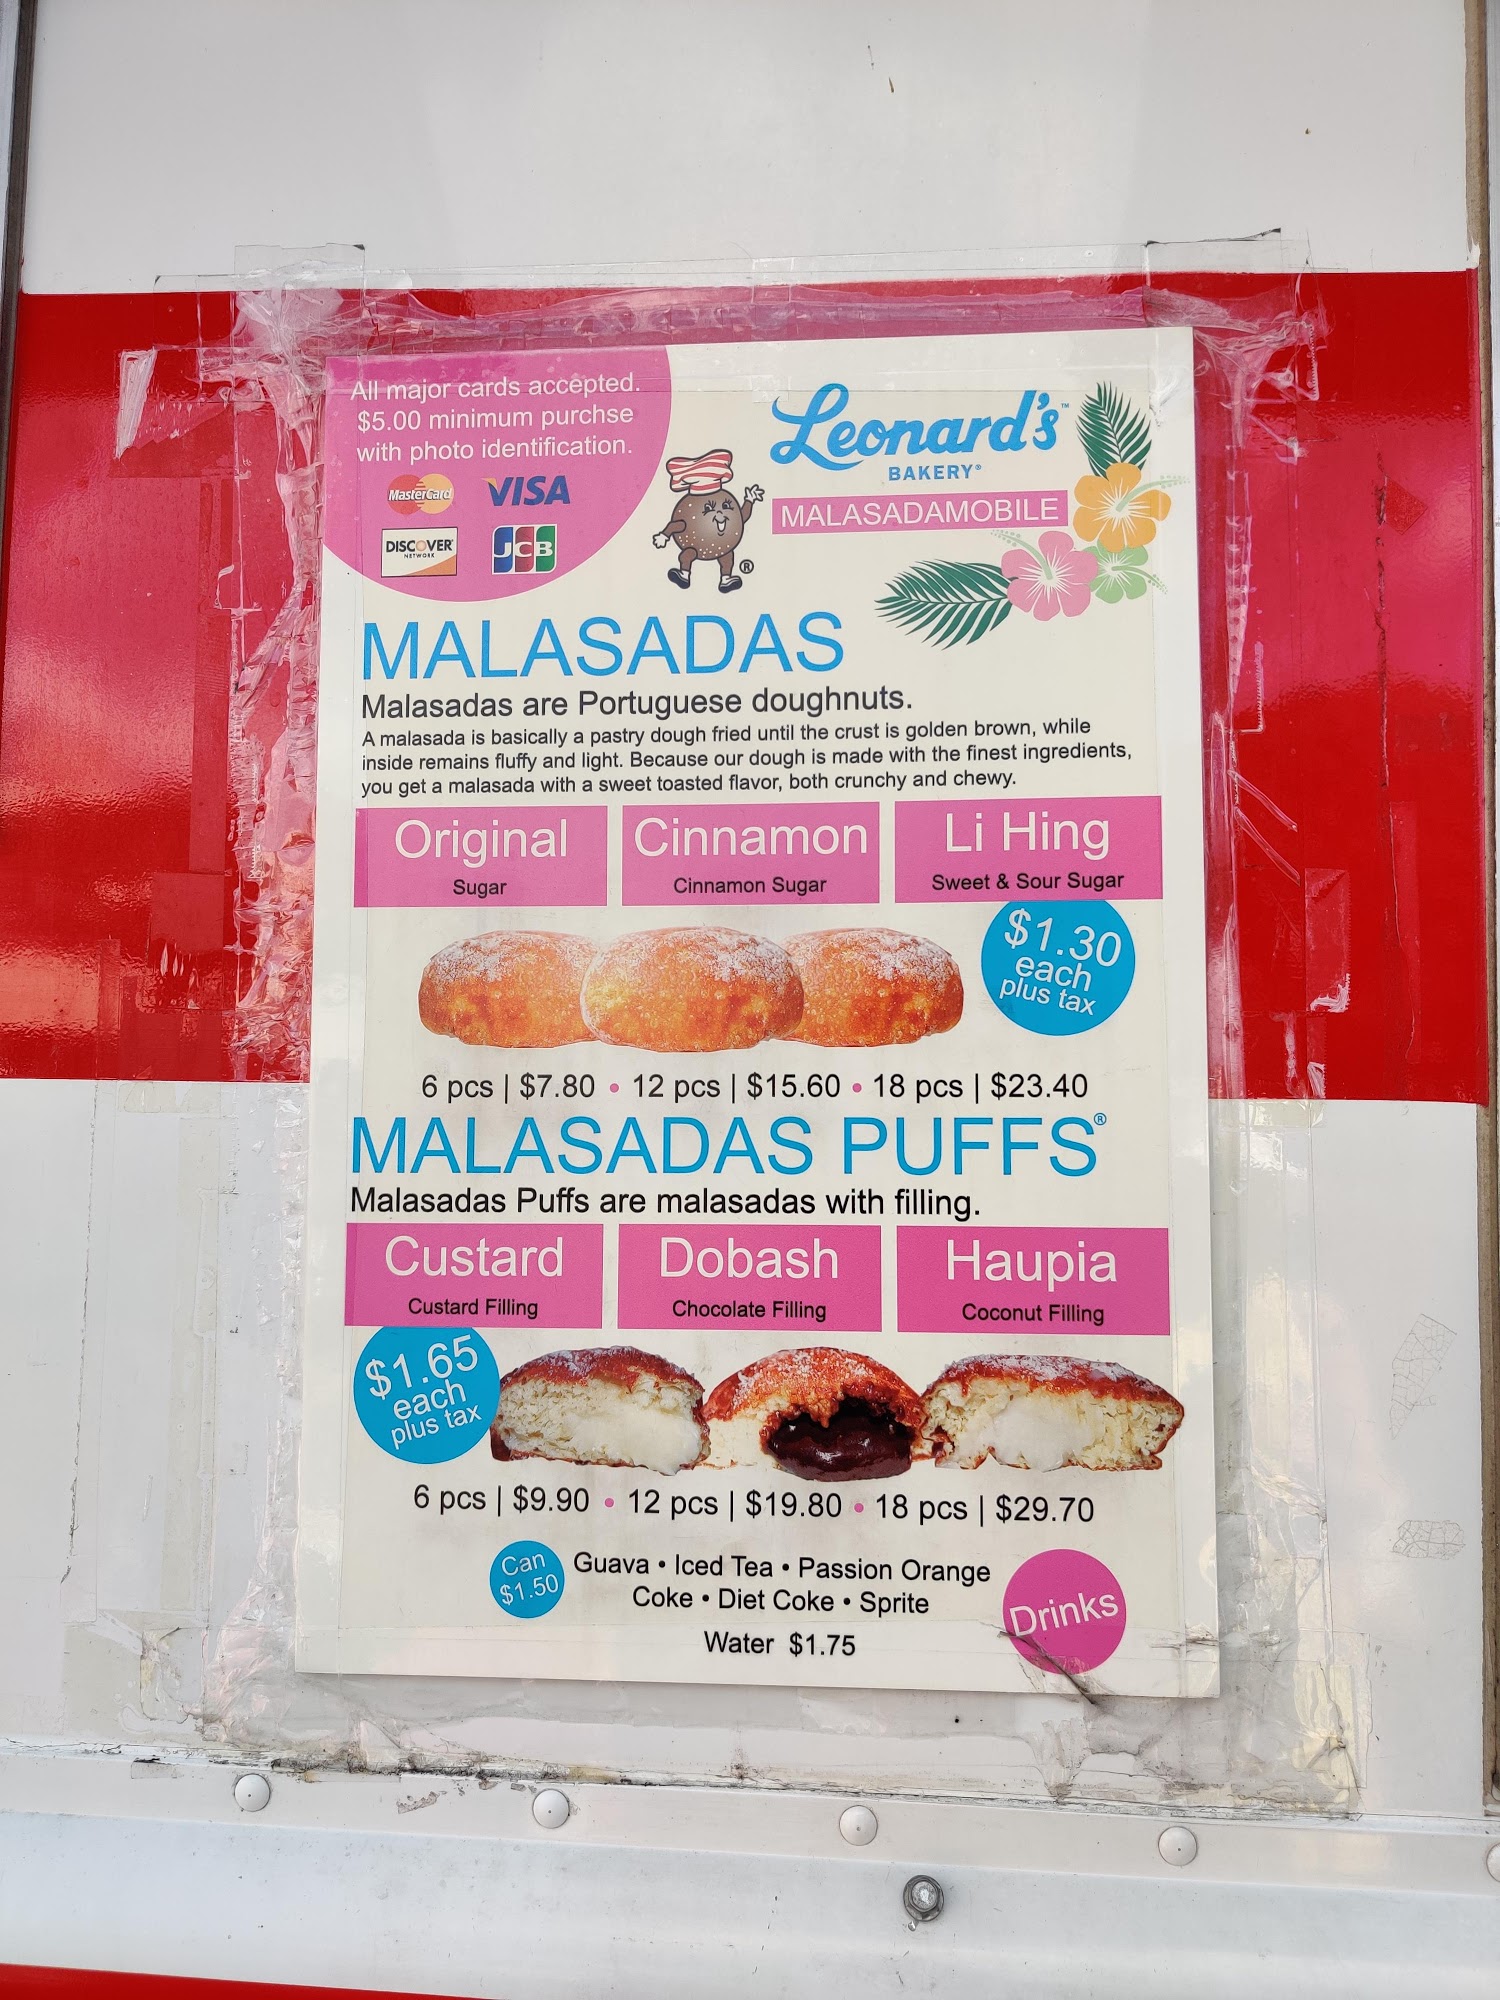 All major cards accepted.
$5.00 minimum purchse
with photo identification.
MasterCard VISA
DISCOVER JCB
NETWORK
Leonard's™
BAKERY®
MALASADAMOBILE
®
MALASADAS
Malasadas are Portuguese doughnuts.
A malasada is basically a pastry dough fried until the crust is golden brown, while
inside remains fluffy and light. Because our dough is made with the finest ingredients,
you get a malasada with a sweet toasted flavor, both crunchy and chewy.
Original
Sugar
Cinnamon
Cinnamon Sugar
Li Hing
Sweet & Sour Sugar
$1.30
each
plus tax
6 pcs | $7.80 • 12 pcs | $15.60 • 18 pcs | $23.40
MALASADAS PUFFS®
Malasadas Puffs are malasadas with filling.
Custard
Custard Filling
Dobash
Chocolate Filling
Haupia
Coconut Filling
$1.65
each
plus tax
6 pcs | $9.90 • 12 pcs | $19.80 • 18 pcs | $29.70
Can
$1.50
Guava • Iced Tea • Passion Orange
Coke • Diet Coke • Sprite
Water $1.75
Drinks